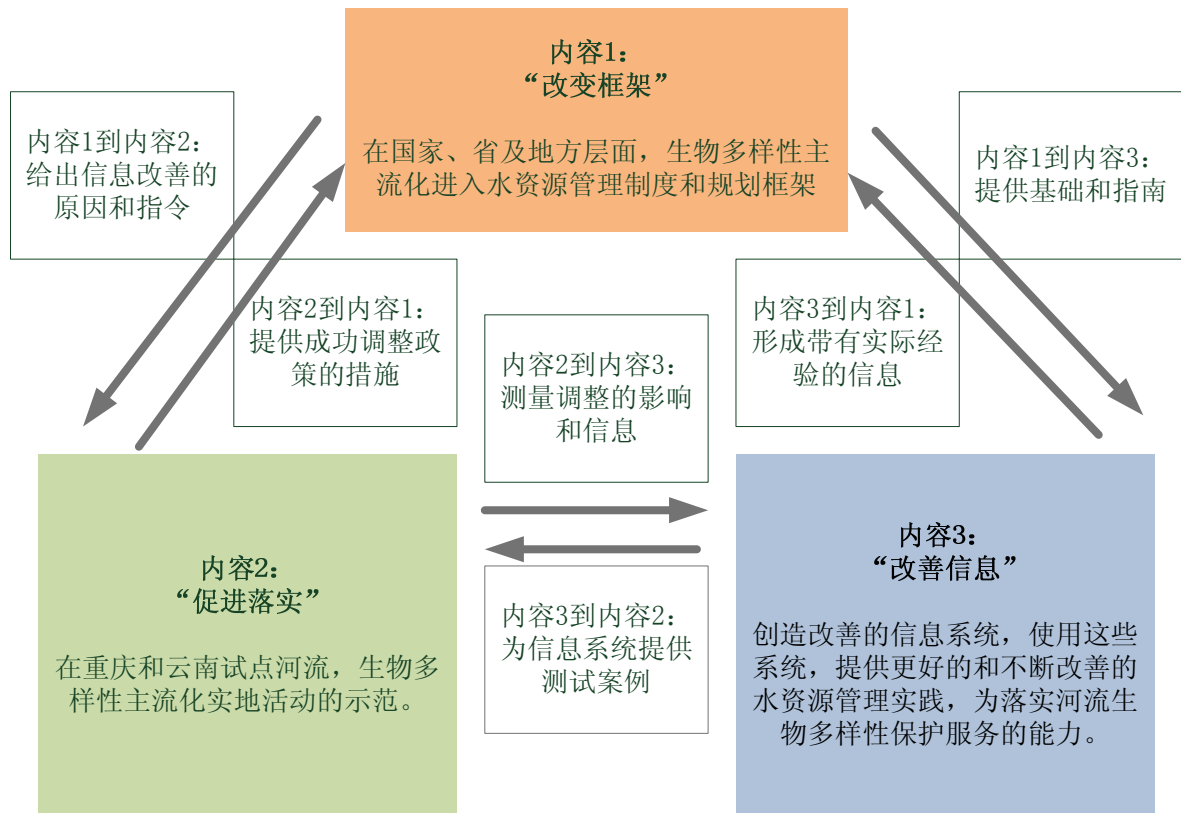 内容1：
“改变框架”
在国家、省及地方层面，生物多样性主
流化进入水资源管理制度和规划框架
内容1到内容2：
给出信息改善的
原因和指令
内容1到内容3：
提供基础和指南
内容2到内容1：
提供成功调整政
策的措施
内容2到内容3：
测量调整的影响
和信息
内容3到内容1：
形成带有实际经
验的信息
内容2：
“促进落实”
在重庆和云南试点河流，生物多
样性主流化实地活动的示范。
内容3到内容2：
为信息系统提供
测试案例
内容3：
“改善信息”
创造改善的信息系统，使用这些
系统，提供更好的和不断改善的
水资源管理实践，为落实河流生
物多样性保护服务的能力。